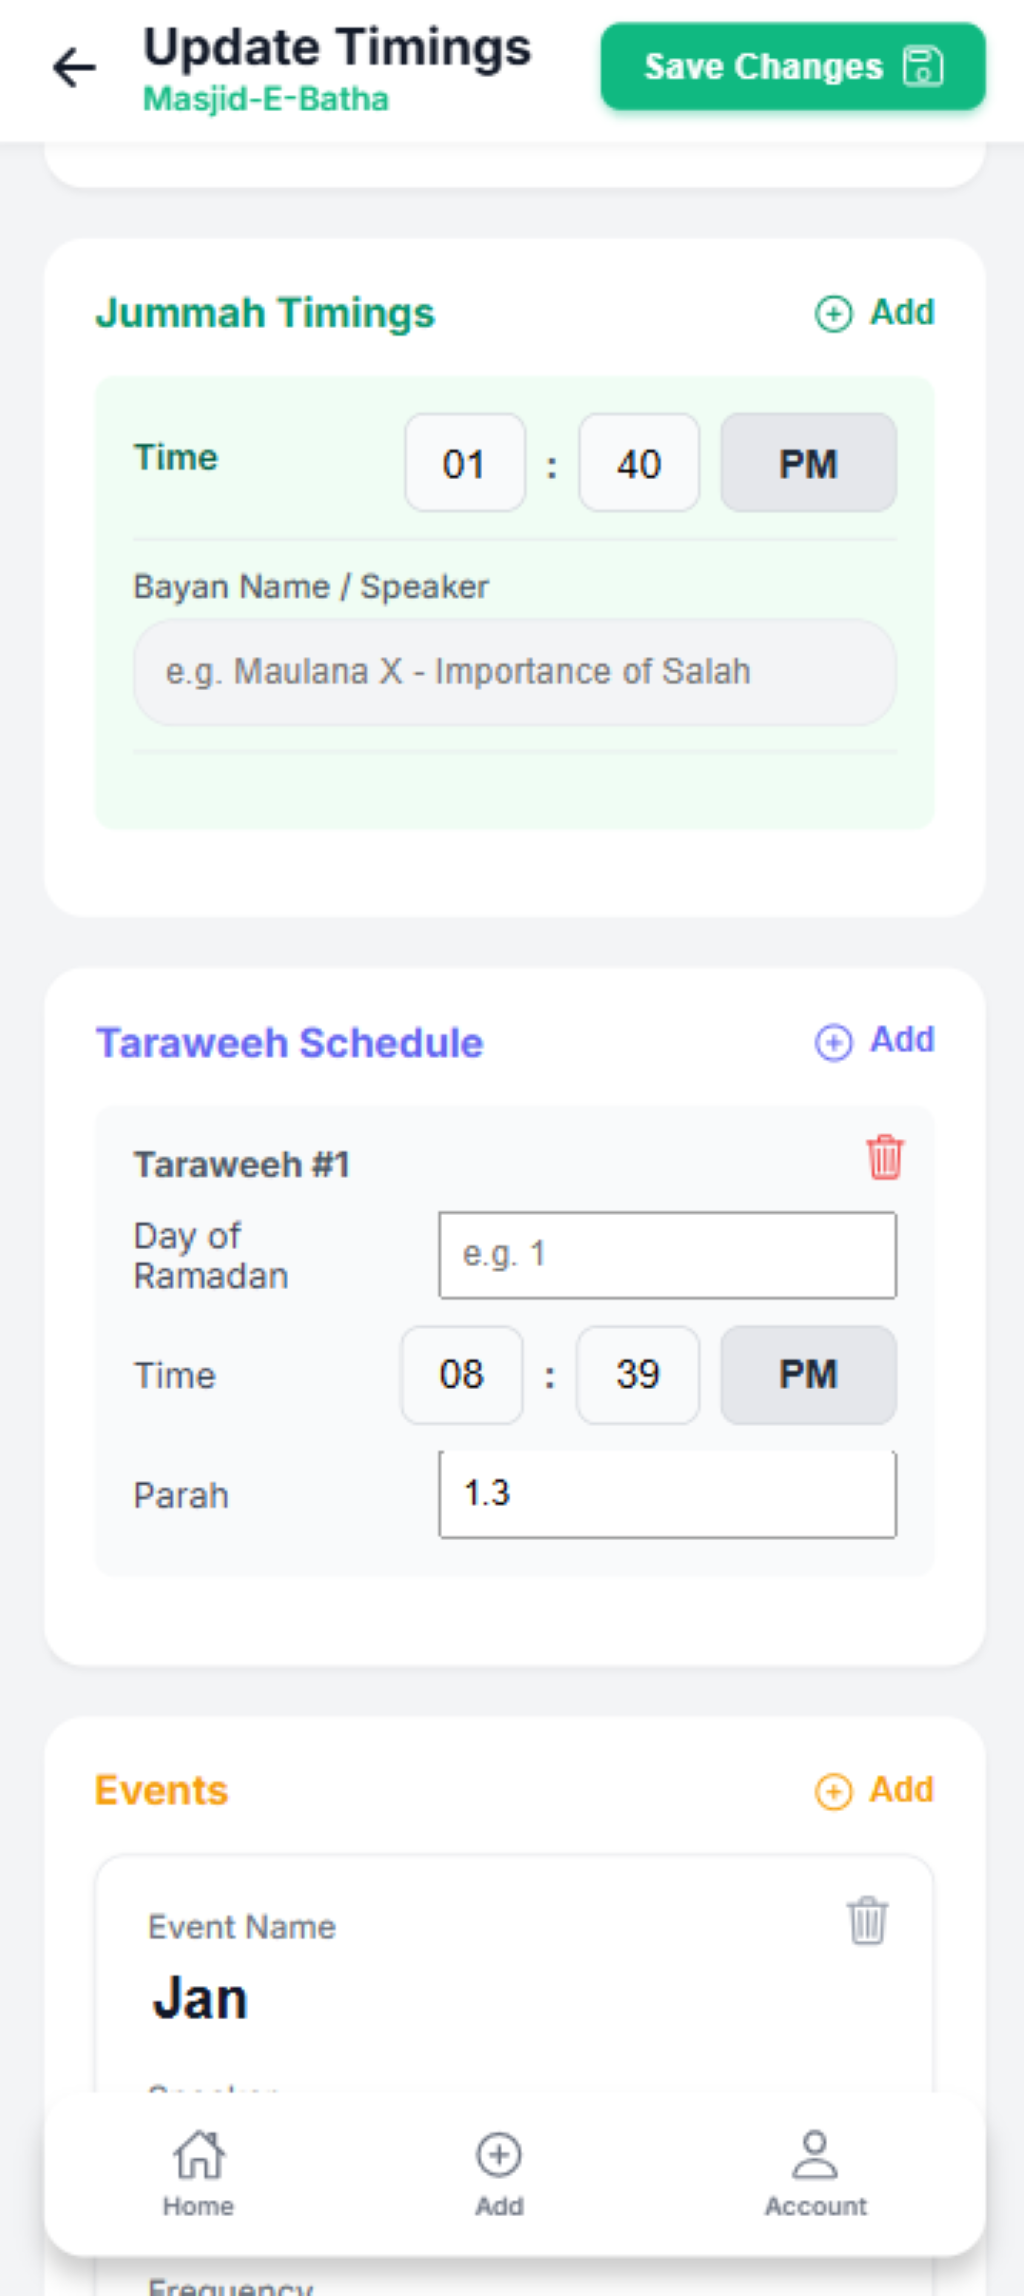 Update Timings
Masjid-E-Batha
Save Changes
Jummah Timings
Add
Time
01 : 40 PM
Bayan Name / Speaker
e.g. Maulana X - Importance of Salah
Taraweeh Schedule
Add
Taraweeh #1
Day of
Ramadan
e.g. 1
Time
08 : 39 PM
Parah
1.3
Events
Add
Event Name
Jan
Home
Add
Account
Frequency